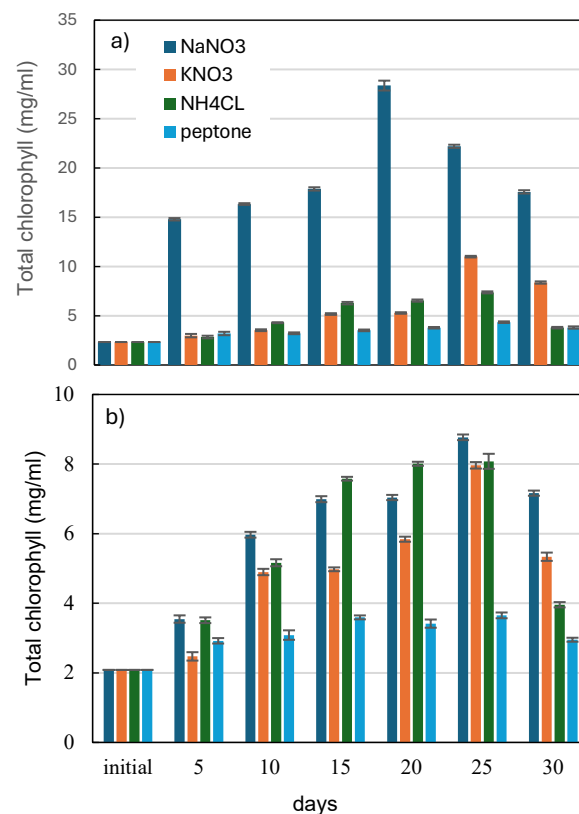 a)
NaNO3
KNO3
NH4CL
peptone
Total chlorophyll (mg/ml)
35
30
25
20
15
10
5
0
b)
Total chlorophyll (mg/ml)
10
8
6
4
2
0
initial 5 10 15 20 25 30
days